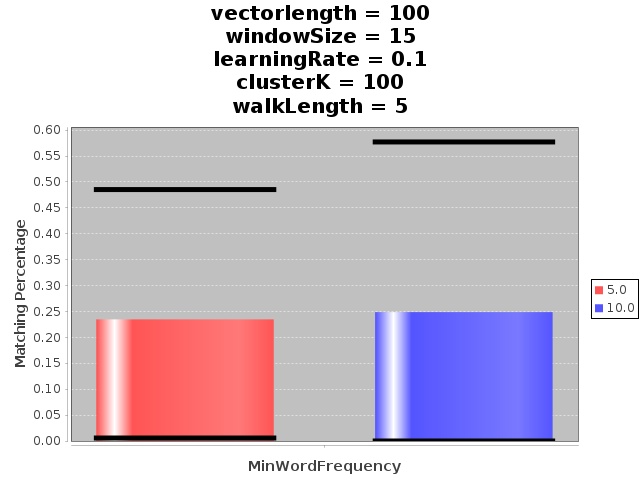 vectorlength = 100
windowSize = 15
learningRate = 0.1
clusterK = 100
walkLength = 5
0.60
0.55
0.50
0.45
0.40
0.35
0.30
0.25
0.20
0.15
0.10
0.05
0.00
Matching Percentage
5.0
10.0
MinWordFrequency